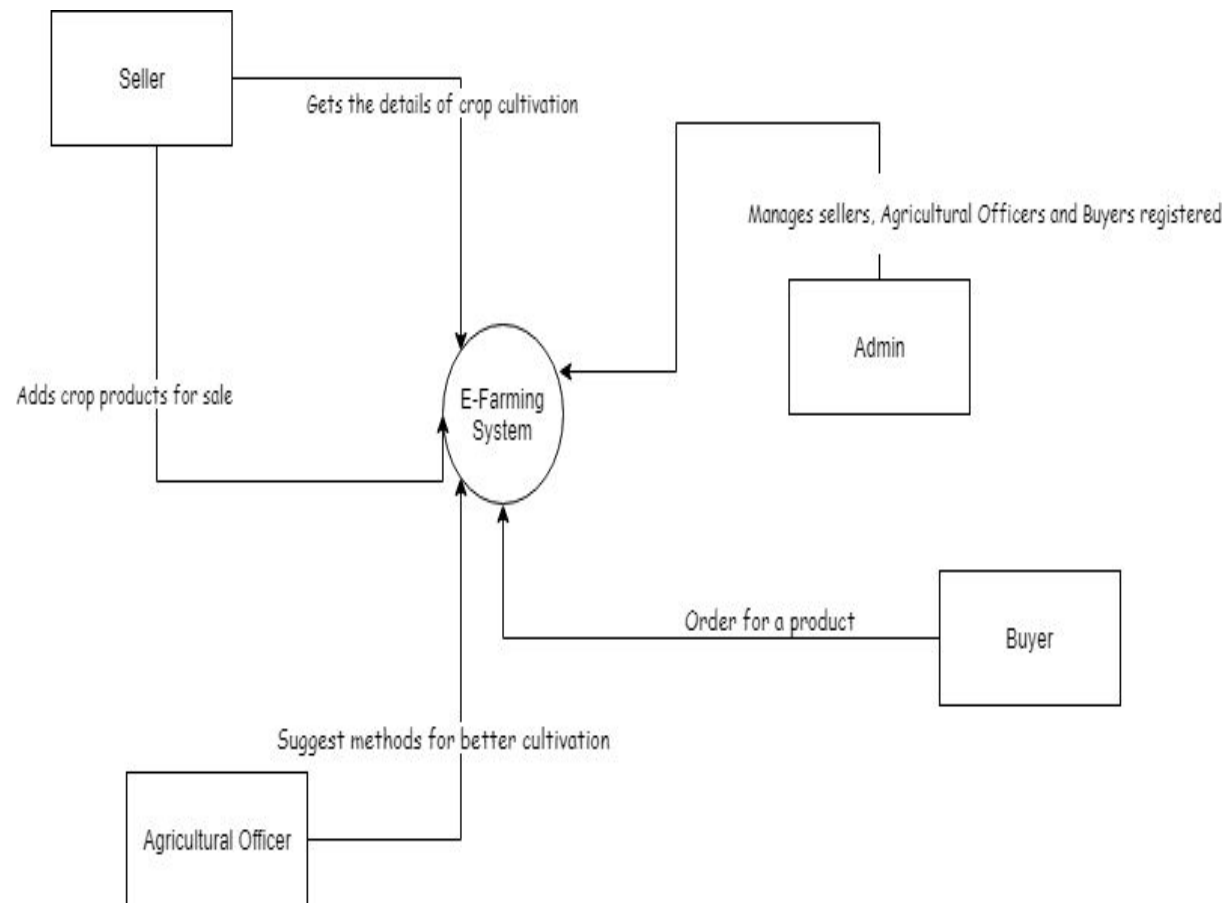 Seller
Gets the details of crop cultivation
Manages sellers, Agricultural Officers and Buyers registered
Admin
Adds crop products for sale
E-Farming
System
Order for a product
Buyer
Suggest methods for better cultivation
Agricultural Officer